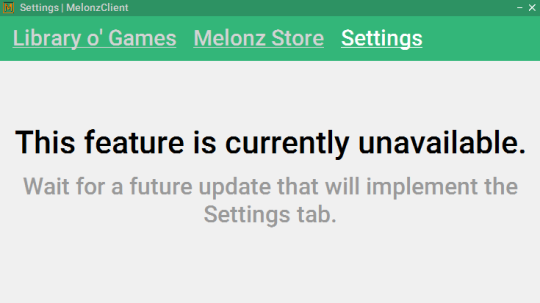 Settings | MelonzClient
Library o' Games Melonz Store Settings
This feature is currently unavailable.
Wait for a future update that will implement the
Settings tab.